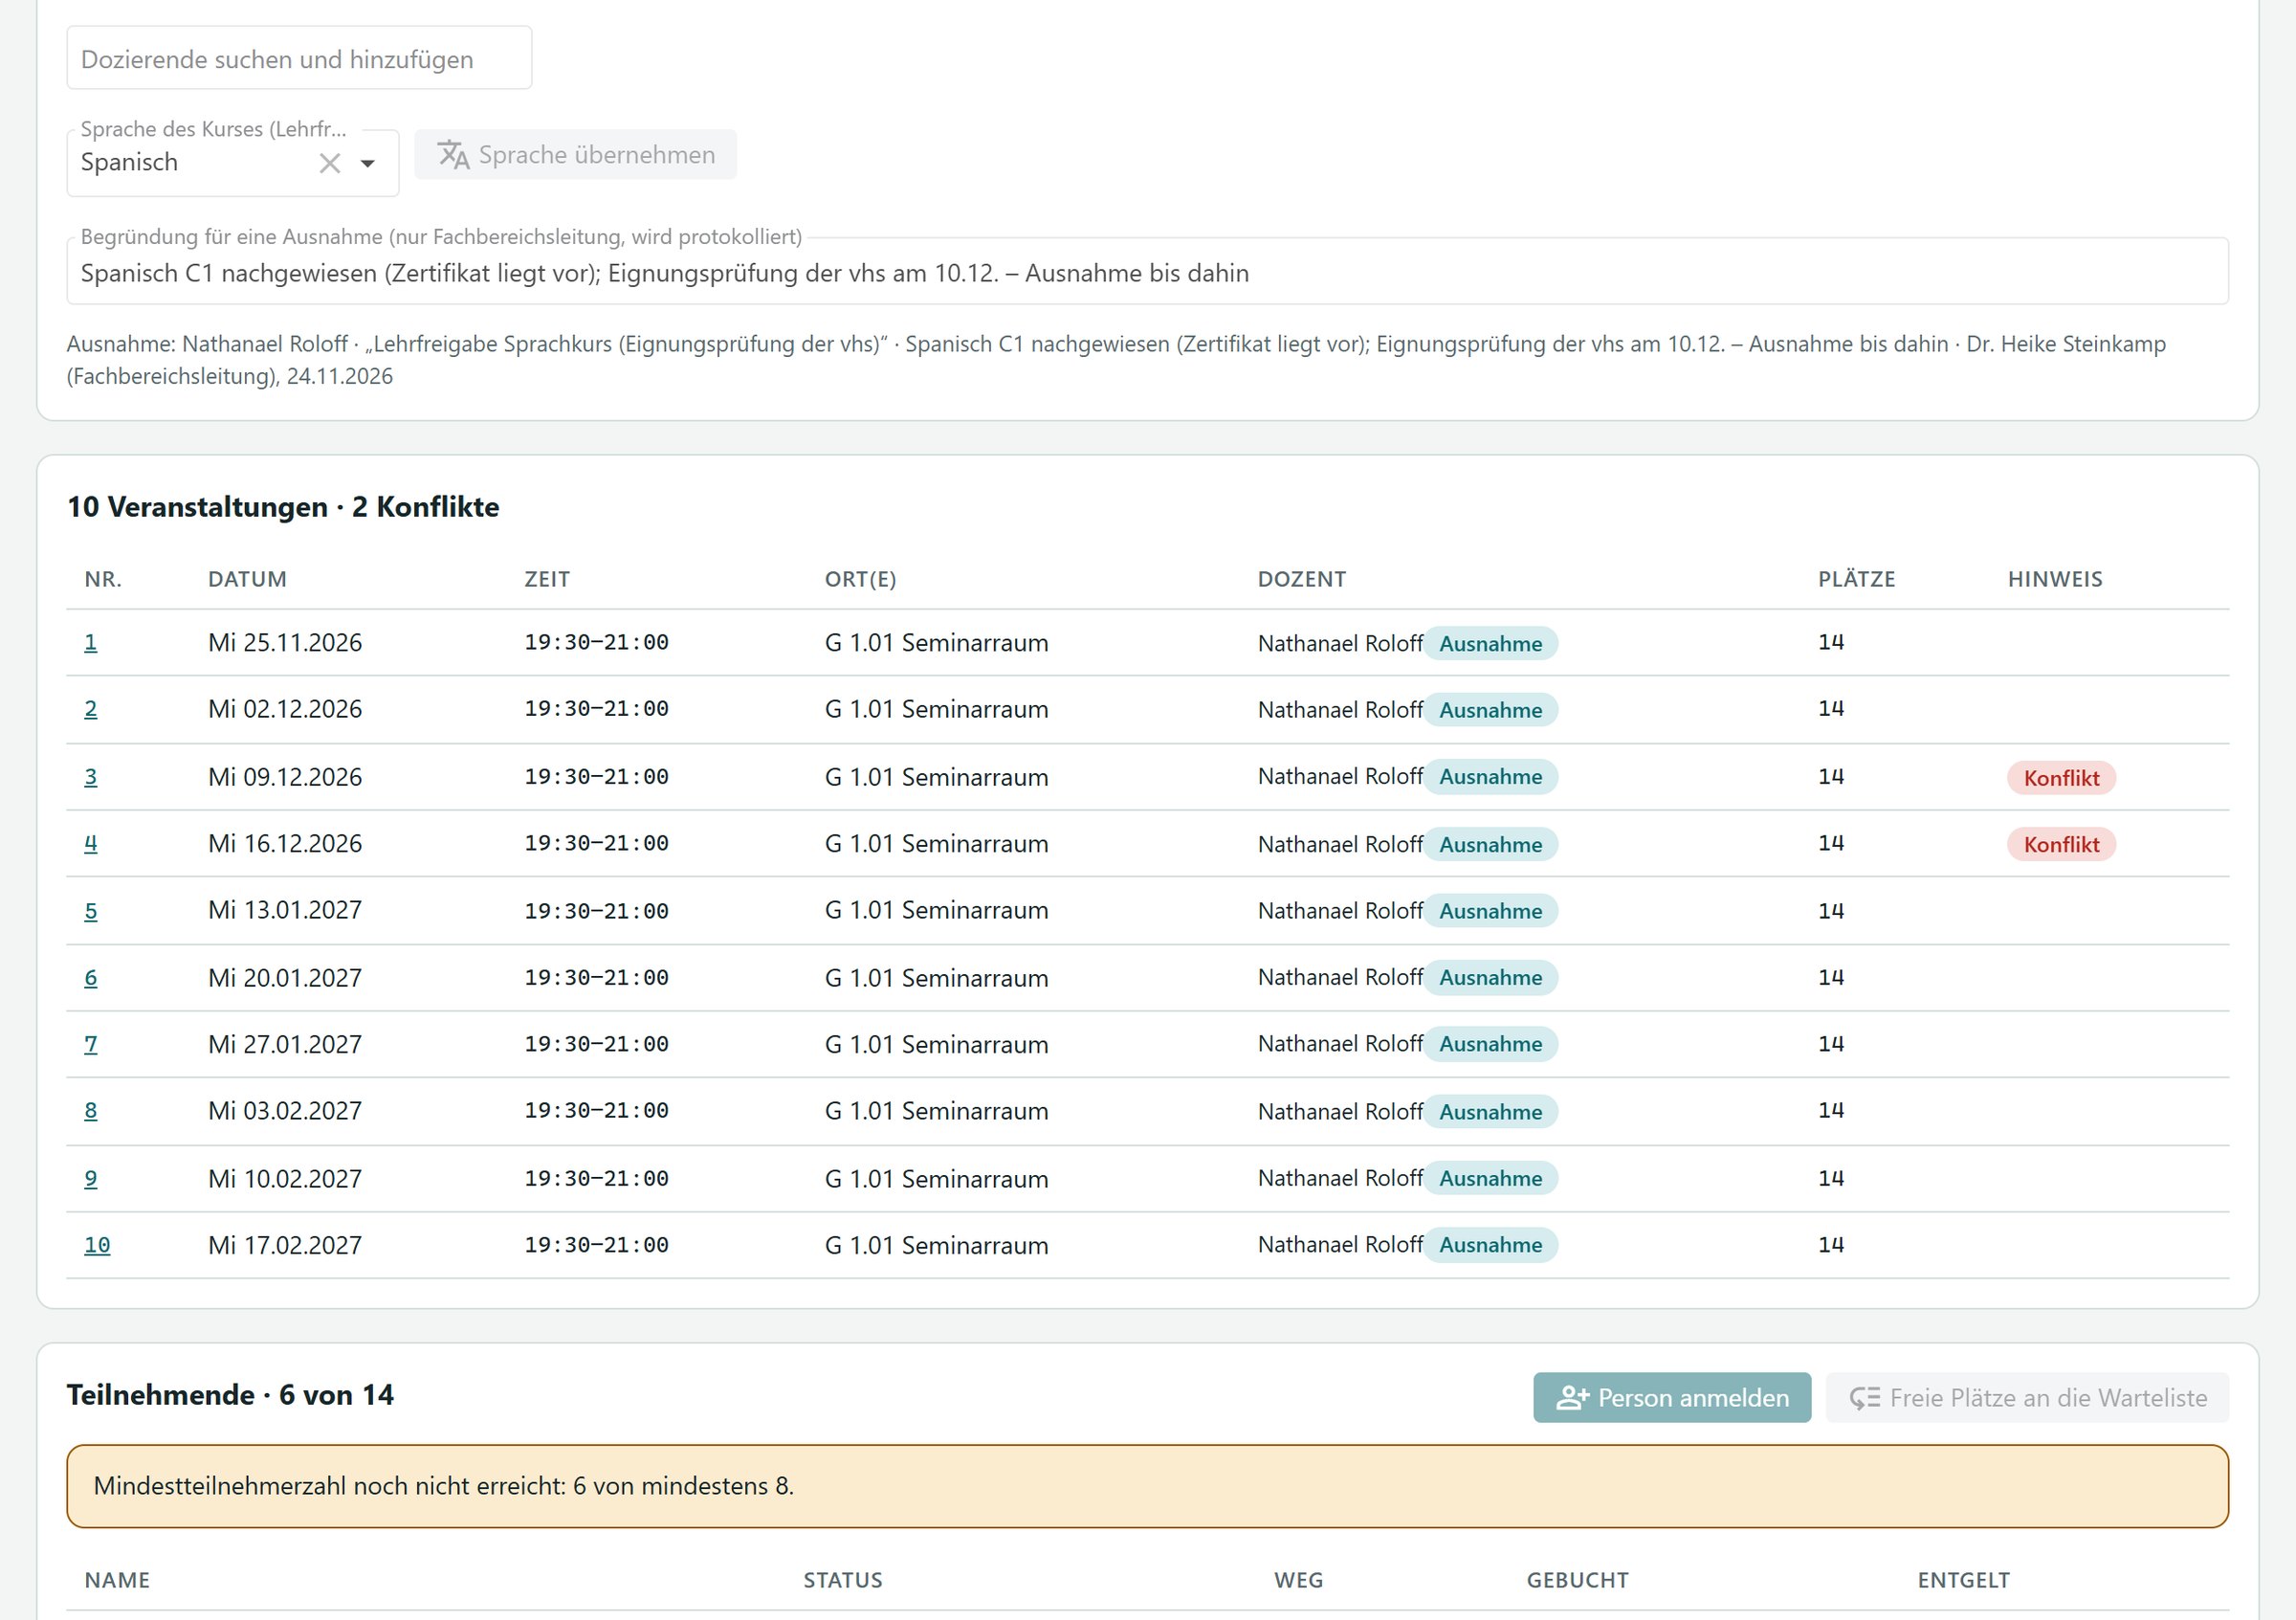 Dozierende suchen und hinzufügen
Sprache des Kurses (Lehrfr...
Spanisch
Sprache übernehmen
Begründung für eine Ausnahme (nur Fachbereichsleitung, wird protokolliert)
Spanisch C1 nachgewiesen (Zertifikat liegt vor); Eignungsprüfung der vhs am 10.12. – Ausnahme bis dahin
Ausnahme: Nathanael Roloff · „Lehrfreigabe Sprachkurs (Eignungsprüfung der vhs)“ · Spanisch C1 nachgewiesen (Zertifikat liegt vor); Eignungsprüfung der vhs am 10.12. – Ausnahme bis dahin · Dr. Heike Steinkamp
(Fachbereichsleitung), 24.11.2026
10 Veranstaltungen · 2 Konflikte
NR. DATUM ZEIT ORT(E) DOZENT PLÄTZE HINWEIS
1 Mi 25.11.2026 19:30–21:00 G 1.01 Seminarraum Nathanael Roloff Ausnahme 14
2 Mi 02.12.2026 19:30–21:00 G 1.01 Seminarraum Nathanael Roloff Ausnahme 14
3 Mi 09.12.2026 19:30–21:00 G 1.01 Seminarraum Nathanael Roloff Ausnahme 14 Konflikt
4 Mi 16.12.2026 19:30–21:00 G 1.01 Seminarraum Nathanael Roloff Ausnahme 14 Konflikt
5 Mi 13.01.2027 19:30–21:00 G 1.01 Seminarraum Nathanael Roloff Ausnahme 14
6 Mi 20.01.2027 19:30–21:00 G 1.01 Seminarraum Nathanael Roloff Ausnahme 14
7 Mi 27.01.2027 19:30–21:00 G 1.01 Seminarraum Nathanael Roloff Ausnahme 14
8 Mi 03.02.2027 19:30–21:00 G 1.01 Seminarraum Nathanael Roloff Ausnahme 14
9 Mi 10.02.2027 19:30–21:00 G 1.01 Seminarraum Nathanael Roloff Ausnahme 14
10 Mi 17.02.2027 19:30–21:00 G 1.01 Seminarraum Nathanael Roloff Ausnahme 14
Teilnehmende · 6 von 14
Person anmelden
Freie Plätze an die Warteliste
Mindestteilnehmerzahl noch nicht erreicht: 6 von mindestens 8.
NAME STATUS WEG GEBUCHT ENTGELT